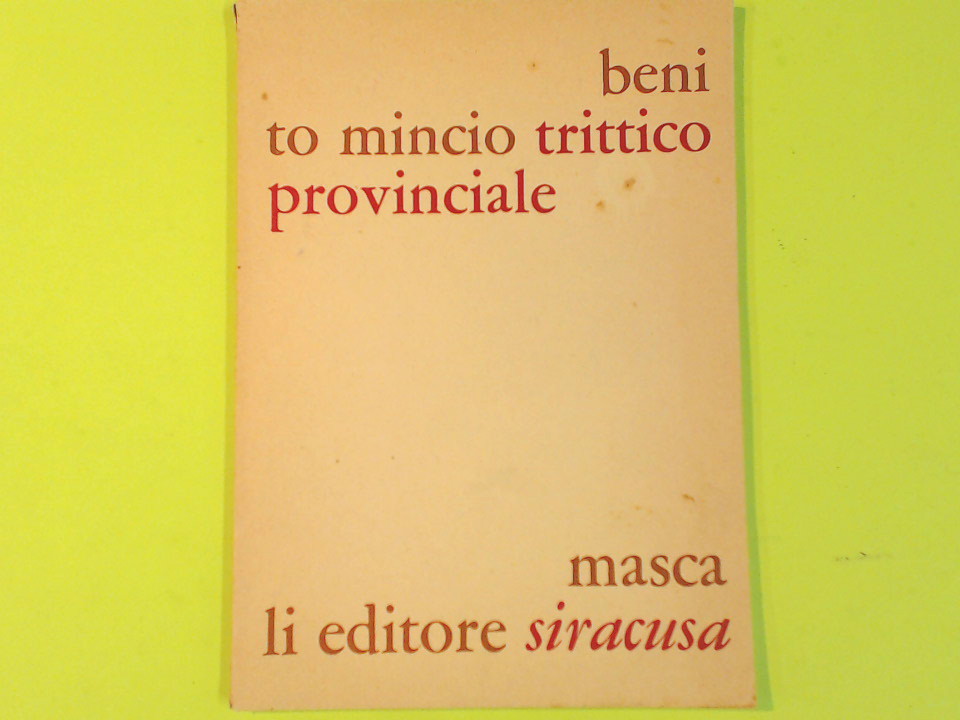 beni
to mincio trittico
provinciale
masca
li editore siracusa